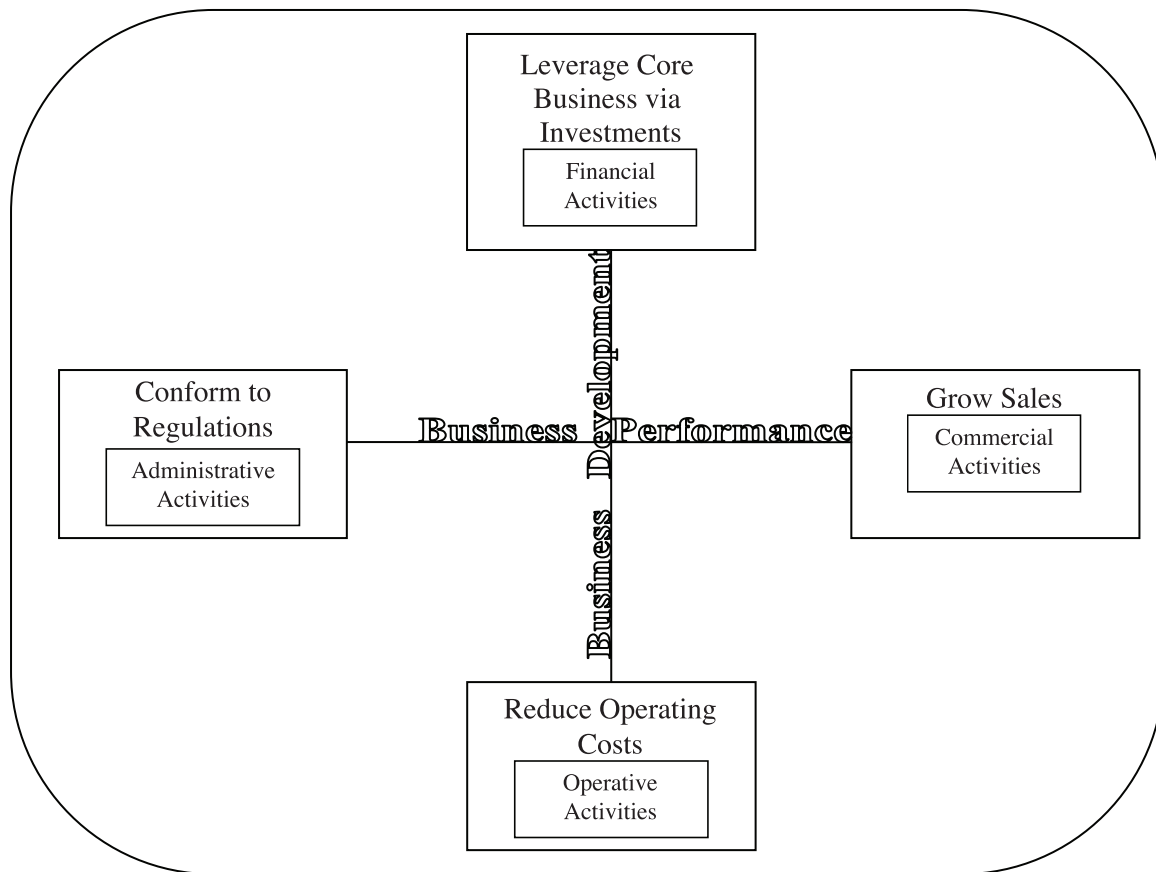 Leverage Core
Business via
Investments
Financial
Activities
Business Development
Conform to
Regulations
Administrative
Activities
Business Performance
Grow Sales
Commercial
Activities
Reduce Operating
Costs
Operative
Activities